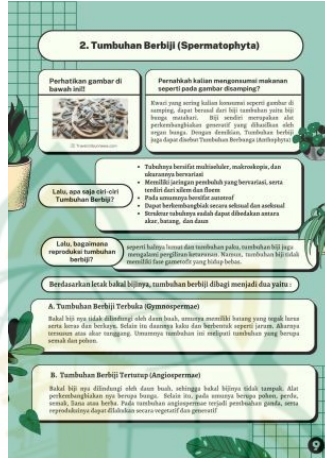 2. Tumbuhan Berbiji (Spermatophyta)
Perhatikan gambar di
bawah ini!!
Pernahkah kalian mengonsumsi makanan
seperti pada gambar disamping?
Kwaci yang sering kalian konsumsi seperti gambar di
samping, dapat berasal dari biji tumbuhan yaitu biji
bunga matahari. Biji sendiri merupakan alat
perkembangbiakan generatif yang dihasilkan oleh
organ bunga. Dengan demikian, Tumbuhan berbiji
juga dapat disebut Tumbuhan Berbunga (Anthophyta)
Lalu, apa saja ciri-ciri
Tumbuhan Berbiji?
• Tubuhnya bersifat multiseluler, makroskopis, dan
ukurannya bervariasi
• Memiliki jaringan pembuluh yang bervariasi, serta
terdiri dari xilem dan floem
• Pada umumnya bersifat autotrof
• Dapat berkembangbiak secara seksual dan aseksual
• Struktur tubuhnya sudah dapat dibedakan antara
akar, batang, dan daun
Lalu, bagaimana
reproduksi tumbuhan
berbiji?
seperti halnya lumut dan tumbuhan paku, tumbuhan biji juga
mengalami pergiliran keturunan. Namun, tumbuhan biji tidak
memiliki fase gametofit yang hidup bebas.
Berdasarkan letak bakal bijinya, tumbuhan berbiji dibagi menjadi dua yaitu :
A. Tumbuhan Berbiji Terbuka (Gymnospermae)
Bakal biji nya tidak dilindungi oleh daun buah, umunya memiliki batang yang tegak lurus
serta keras dan berkayu. Selain itu daunnya kaku dan berbentuk seperti jarum. Akarnya
tersusun atas akar tunggang. Umumnya tumbuhan ini meliputi tumbuhan yang berupa
semak dan pohon.
B. Tumbuhan Berbiji Tertutup (Angiospermae)
Bakal biji nya dilindungi oleh daun buah, sehingga bakal bijinya tidak tampak. Alat
perkembangbiakan nya berupa bunga. Selain itu, pada umunya berupa pohon, perdu,
semak, liana atau herba. Pada tumbuhan angiospermae terjadi pembuahan ganda, serta
reproduksinya dapat dilakukan secara vegetatif dan generatif
9